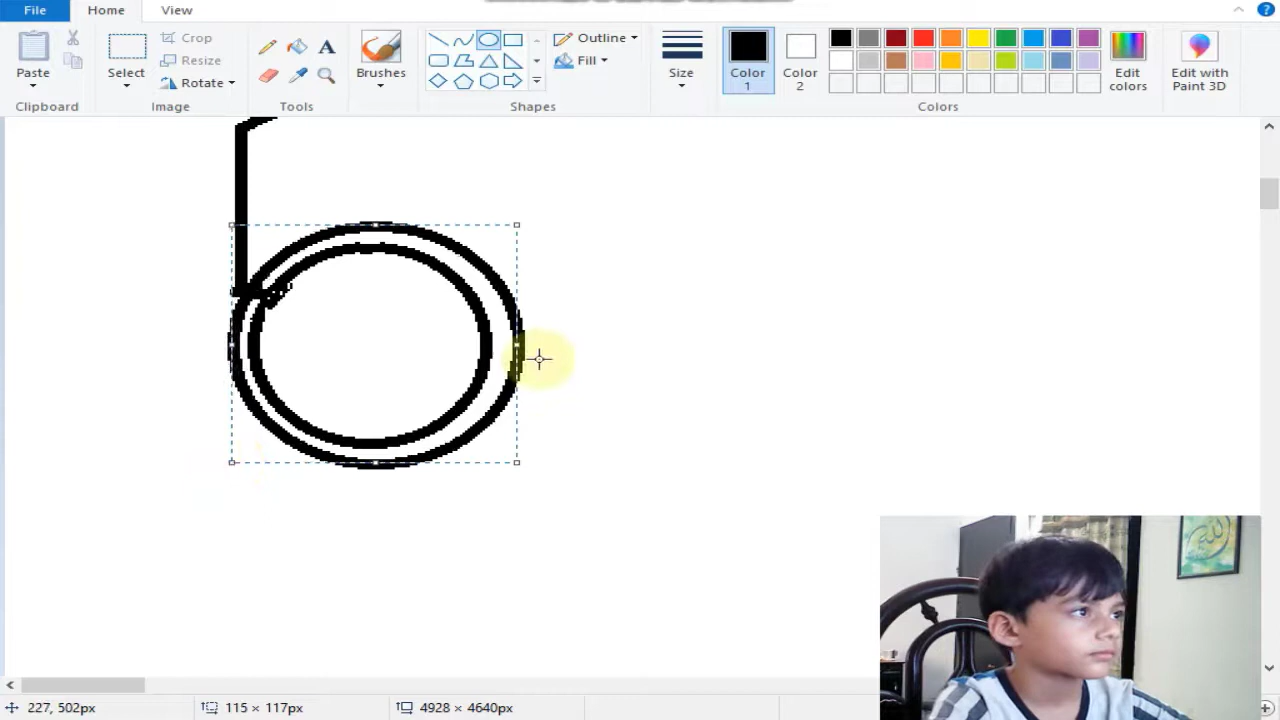 File Home View
Paste
Clipboard
Select
Crop
Resize
Rotate
Image
A
Tools
Brushes
Outline
Fill
Shapes
Size
Color
1
Color
2
Edit
colors
Colors
Edit with
Paint 3D
227, 502px 115 × 117px 4928 × 4640px